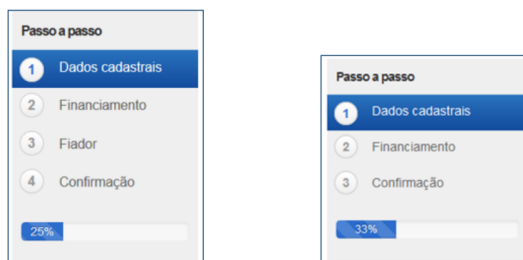 Passo a passo
1 Dados cadastrais
2 Financiamento
3 Fiador
4 Confirmação
25%
Passo a passo
1 Dados cadastrais
2 Financiamento
3 Confirmação
33%